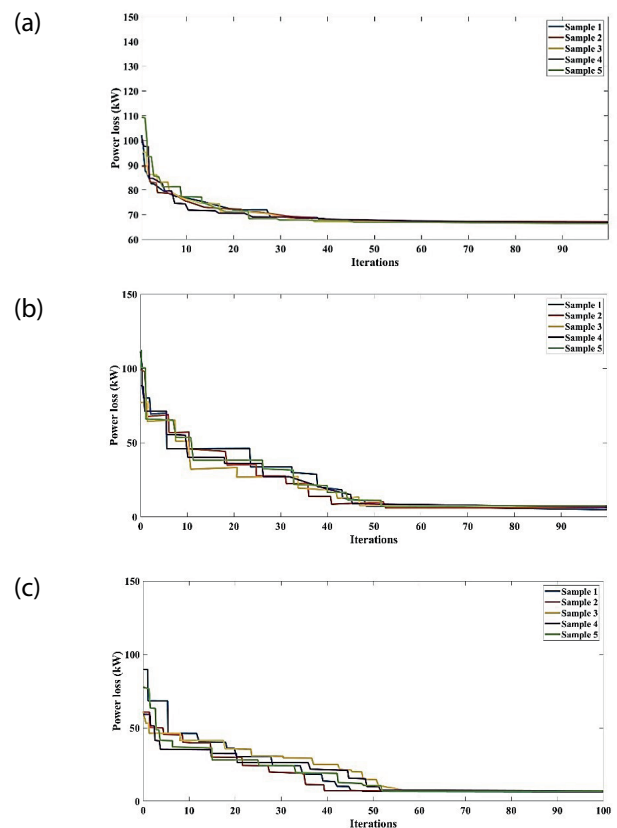 (a)
150
140
130
120
110
100
90
80
70
60
Power loss (kW)
10 20 30 40 50 60 70 80 90
Iterations
Sample 1
Sample 2
Sample 3
Sample 4
Sample 5
(b)
150
100
50
0
Power loss (kW)
0 10 20 30 40 50 60 70 80 90
Iterations
Sample 1
Sample 2
Sample 3
Sample 4
Sample 5
(c)
150
100
50
0
Power loss (kW)
0 10 20 30 40 50 60 70 80 90 100
Iterations
Sample 1
Sample 2
Sample 3
Sample 4
Sample 5